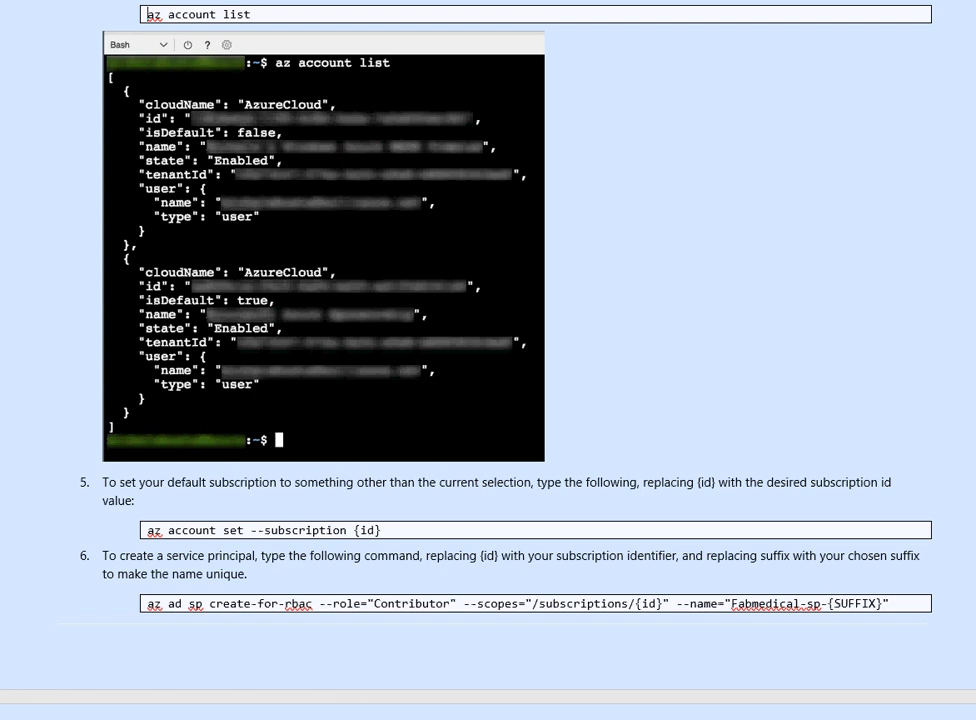 az account list
Bash
:~$ az account list
[
{
"cloudName": "AzureCloud",
"id": "                    ",
"isDefault": false,
"name": "                    ",
"state": "Enabled",
"tenantId": "                    ",
"user": {
"name": "                    ",
"type": "user"
}
},
{
"cloudName": "AzureCloud",
"id": "                    ",
"isDefault": true,
"name": "                    ",
"state": "Enabled",
"tenantId": "                    ",
"user": {
"name": "                    ",
"type": "user"
}
}
]
:~$
5. To set your default subscription to something other than the current selection, type the following, replacing {id} with the desired subscription id
value:
az account set --subscription {id}
6. To create a service principal, type the following command, replacing {id} with your subscription identifier, and replacing suffix with your chosen suffix
to make the name unique.
az ad sp create-for-rbac --role="Contributor" --scopes="/subscriptions/{id}" --name="Fabmedical-sp-{SUFFIX}"